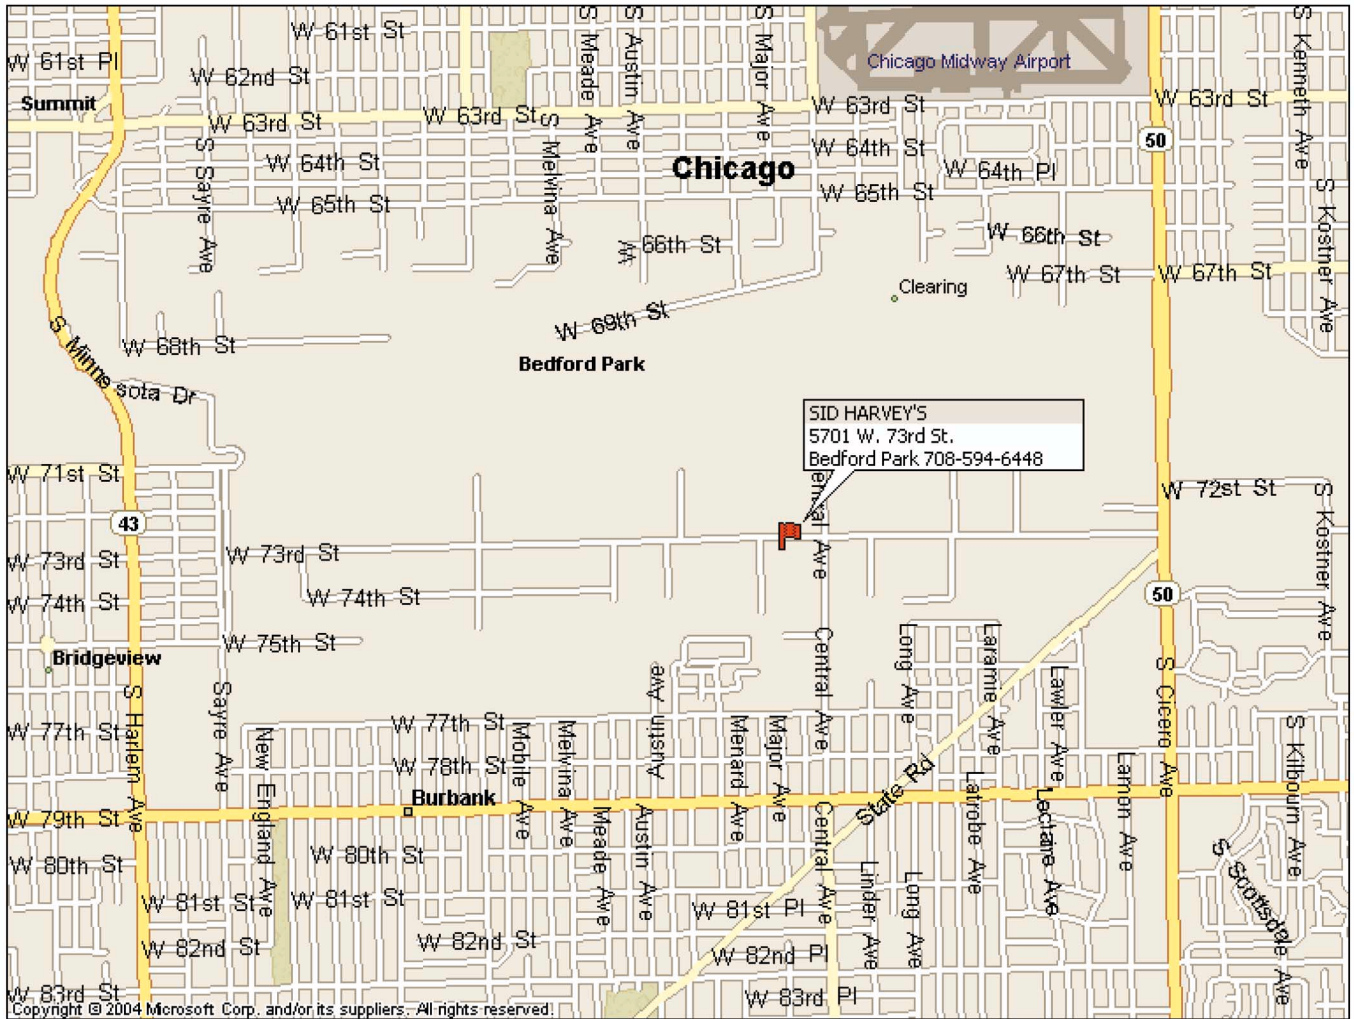 W 61st St
S Meade Ave
S Austin Ave
S Major Ave
Chicago Midway Airport
S Kenneth Ave
W 61st Pl
W 62nd St
Summit
W 63rd St
W 63rd St
W 63rd St
W 63rd St
50
S Sayre Ave
W 64th St
S Melvina Ave
Chicago
W 64th St
W 64th Pl
W 65th St
W 65th St
S Kostner Ave
W 66th St
W 66th St
W 67th St
W 67th St
Clearing
W 69th St
S Minnesota Dr
W 68th St
Bedford Park
SID HARVEY'S
5701 W. 73rd St.
Bedford Park 708-594-6448
W 71st St
W 72st St
S Kostner Ave
43
entral Ave
W 73rd St
W 73rd St
W 74th St
W 74th St
50
W 75th St
Bridgeview
Central Ave
Long Ave
Laramie Ave
Lawler Ave
S Cicero Ave
S Harlem Ave
Sayre Ave
Austin Ave
W 77th St
W 77th St
New England Ave
Mobile Ave
Melvina Ave
Menard Ave
Major Ave
S Kilbourn Ave
W 78th St
State Rd
Latrobe Ave
Lamon Ave
Leclaire Ave
Burbank
W 79th St
Meade Ave
Austin Ave
Central Ave
W 80th St
W 80th St
Linder Ave
Long Ave
S Scottsdale Ave
W 81st St
W 81st St
W 81st Pl
W 82nd St
W 82nd St
W 82nd Pl
W 83rd St
W 83rd Pl
Copyright © 2004 Microsoft Corp. and/or its suppliers. All rights reserved.